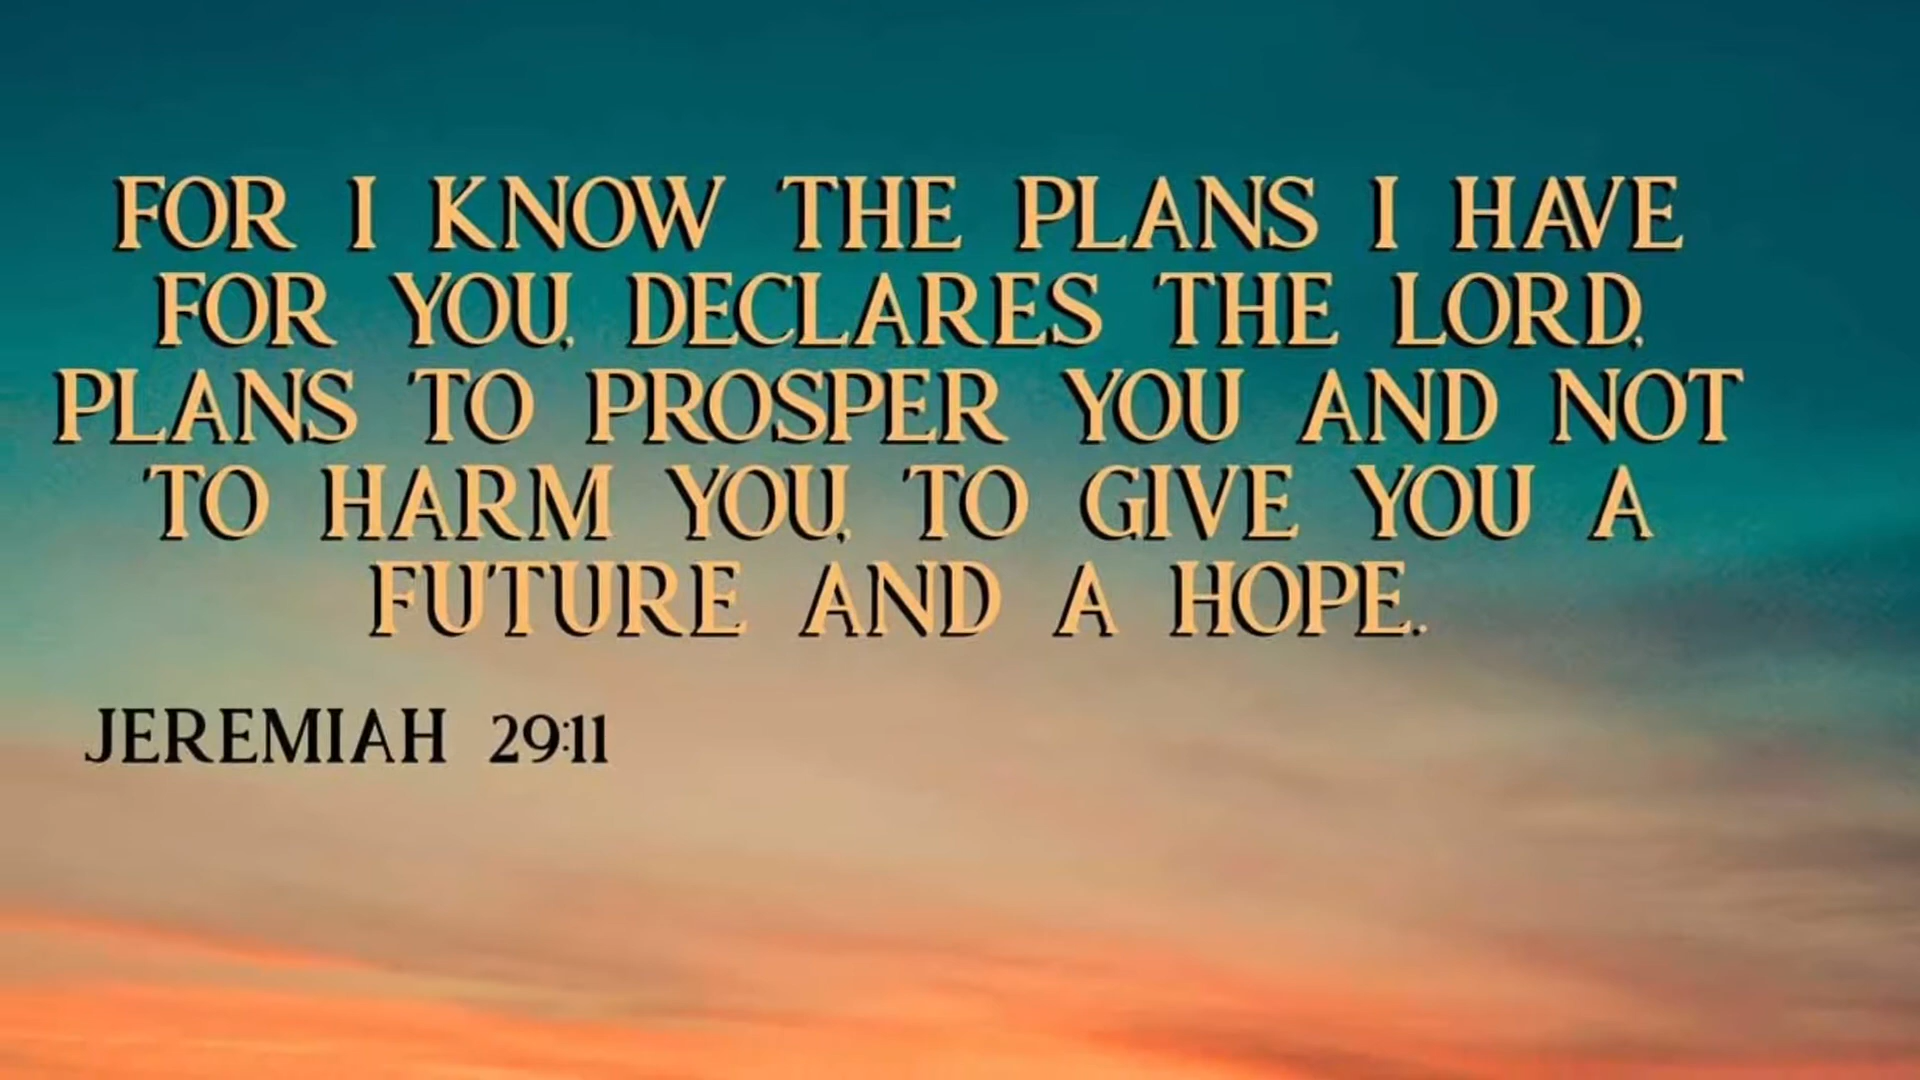 FOR I KNOW THE PLANS I HAVE
FOR YOU, DECLARES THE LORD,
PLANS TO PROSPER YOU AND NOT
TO HARM YOU, TO GIVE YOU A
FUTURE AND A HOPE.
JEREMIAH 29:11